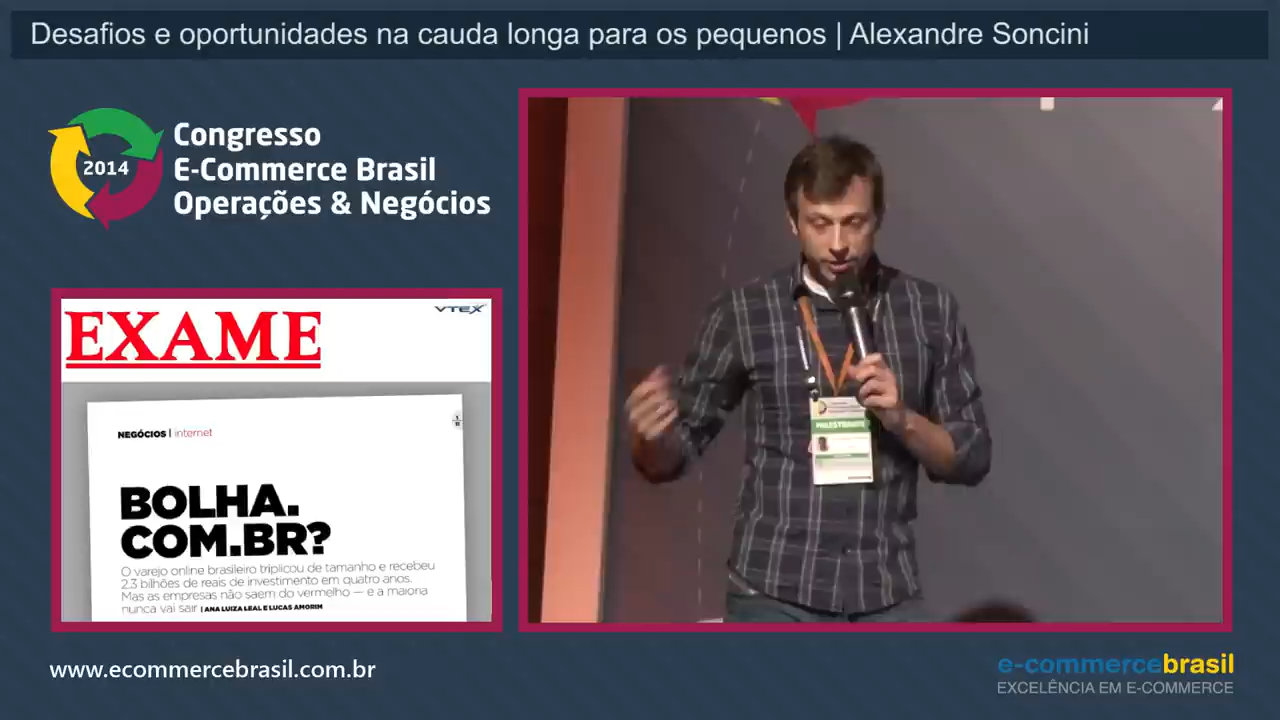 Desafios e oportunidades na cauda longa para os pequenos | Alexandre Soncini
2014
Congresso
E-Commerce Brasil
Operações & Negócios
VTEX
EXAME
NEGÓCIOS | internet
BOLHA.
COM.BR?
O varejo online brasileiro triplicou de tamanho e recebeu
2,3 bilhões de reais de investimento em quatro anos.
Mas as empresas não saem do vermelho — e a maioria
nunca vai sair | ANA LUIZA LEAL E LUCAS AMORIM
PALESTRANTE
www.ecommercebrasil.com.br
e-commercebrasil
EXCELÊNCIA EM E-COMMERCE